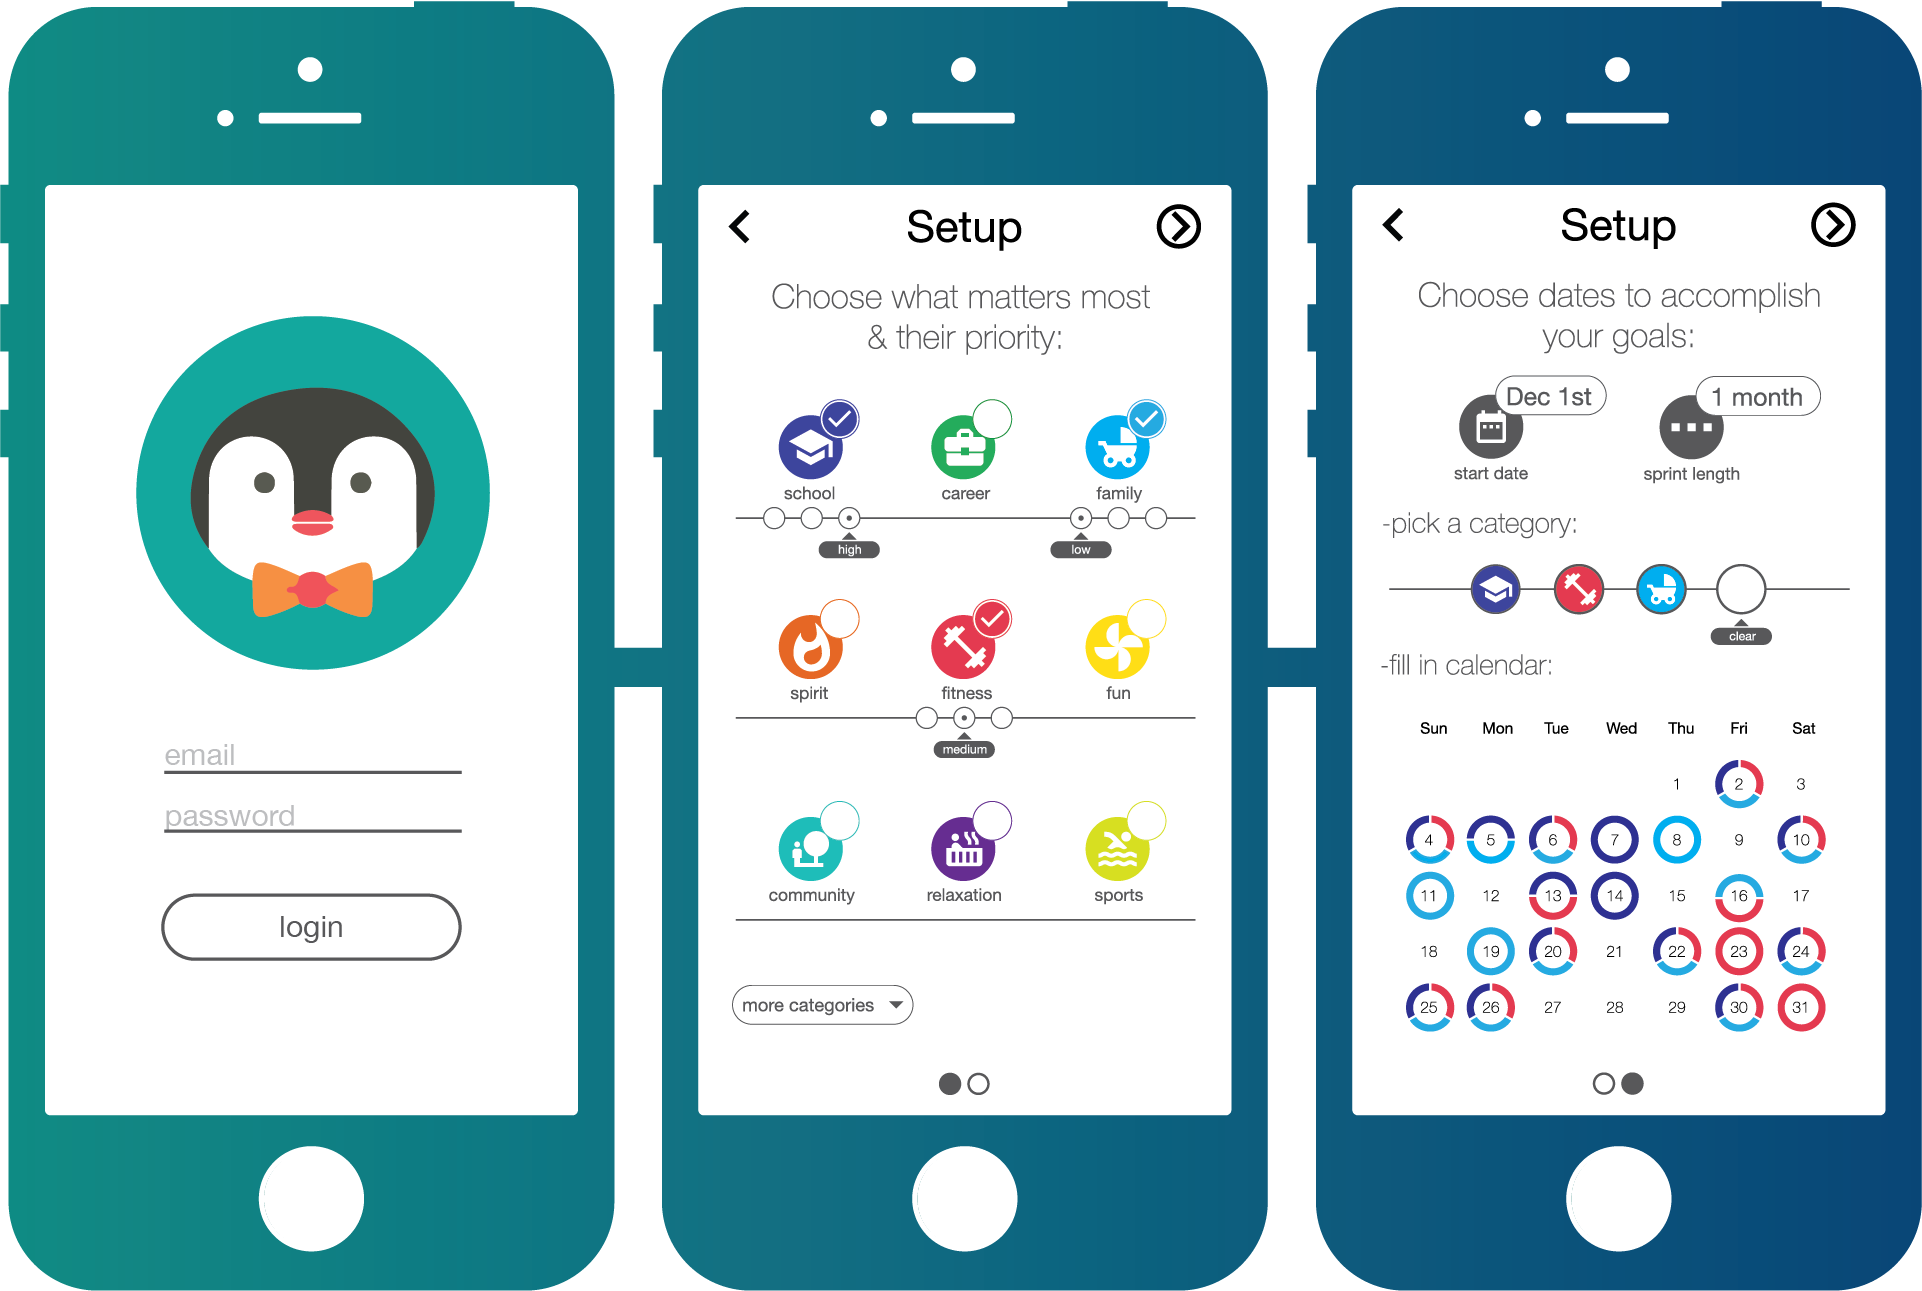 email
password
login
Setup
Choose what matters most
& their priority:
school
career
family
high
low
spirit
fitness
fun
medium
community
relaxation
sports
more categories
Setup
Choose dates to accomplish
your goals:
Dec 1st
1 month
start date
sprint length
-pick a category:
clear
-fill in calendar:
Sun Mon Tue Wed Thu Fri Sat
1 2 3
4 5 6 7 8 9 10
11 12 13 14 15 16 17
18 19 20 21 22 23 24
25 26 27 28 29 30 31